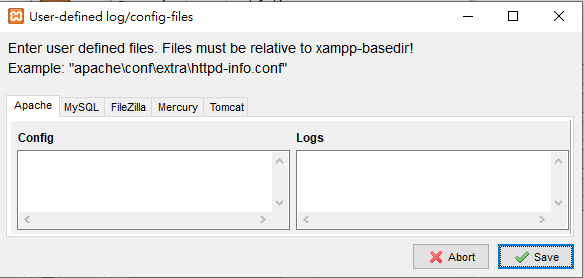 User-defined log/config-files
Enter user defined files. Files must be relative to xampp-basedir!
Example: "apache\conf\extra\httpd-info.conf"
Apache MySQL FileZilla Mercury Tomcat
Config Logs
Abort Save